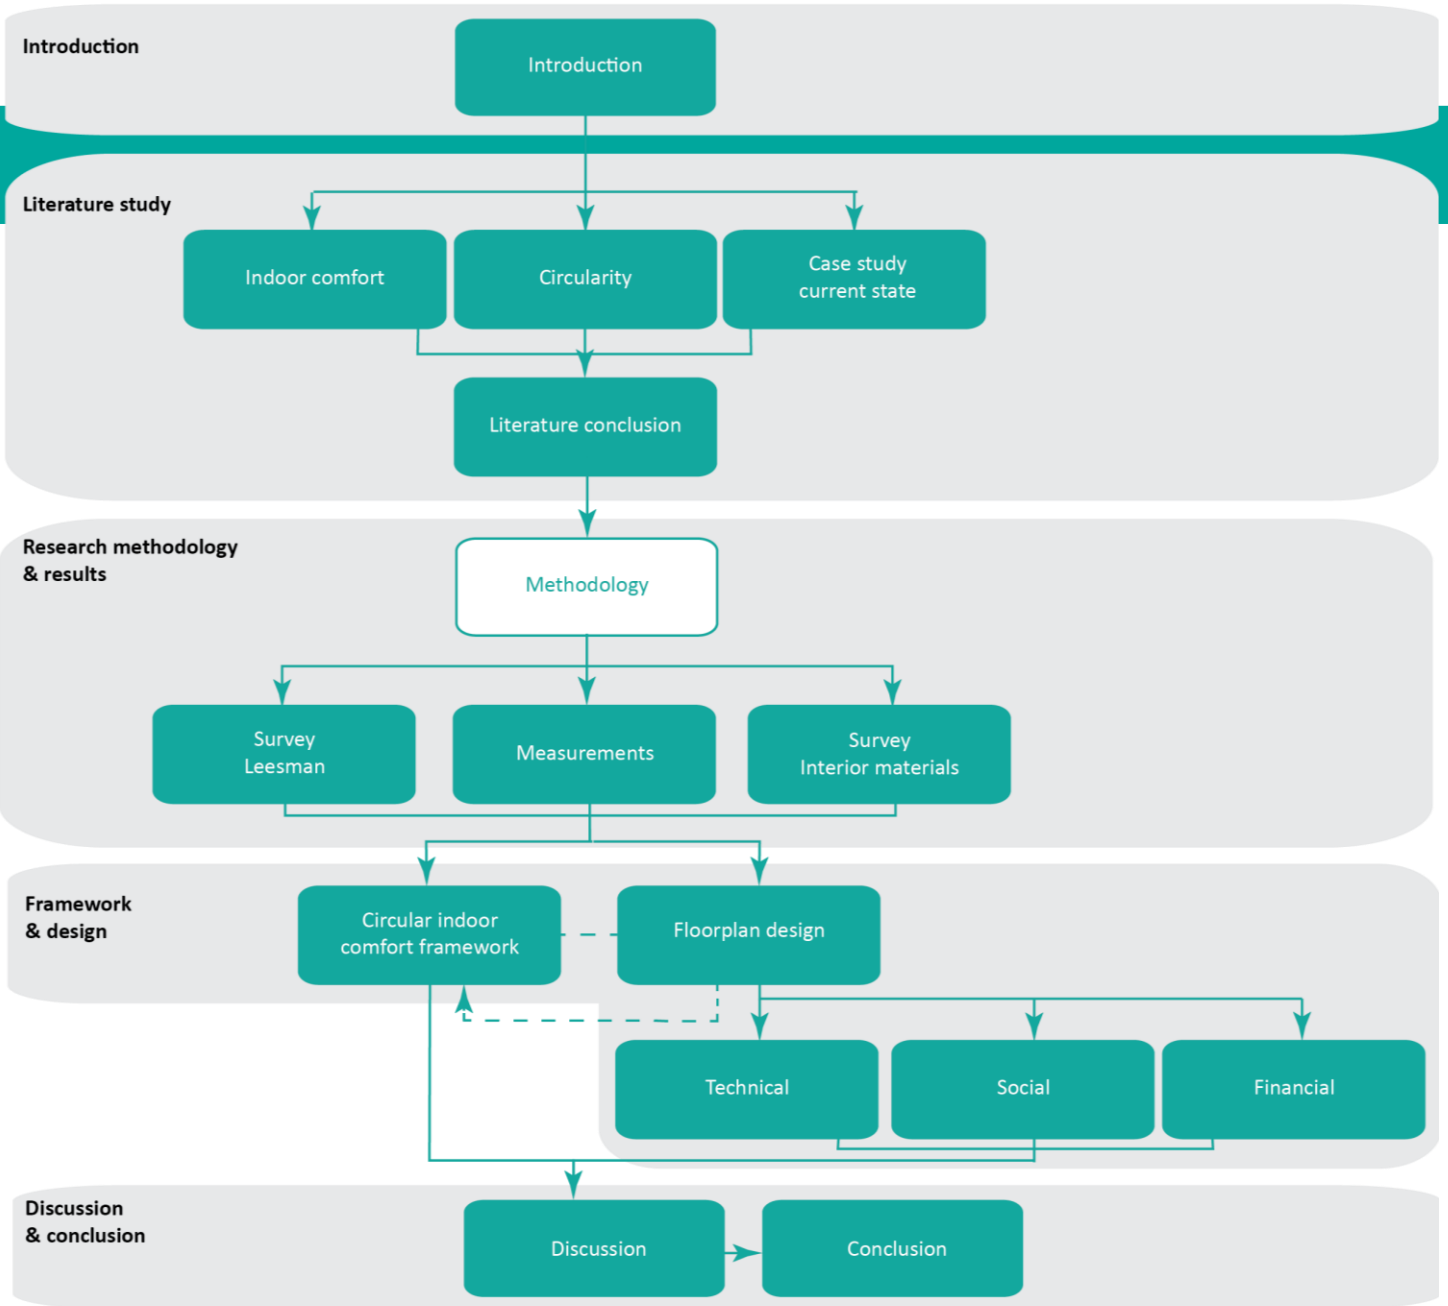 Introduction
Introduction
Literature study
Indoor comfort
Circularity
Case study
current state
Literature conclusion
Research methodology
& results
Methodology
Survey
Leesman
Measurements
Survey
Interior materials
Framework
& design
Circular indoor
comfort framework
Floorplan design
Technical
Social
Financial
Discussion
& conclusion
Discussion
Conclusion